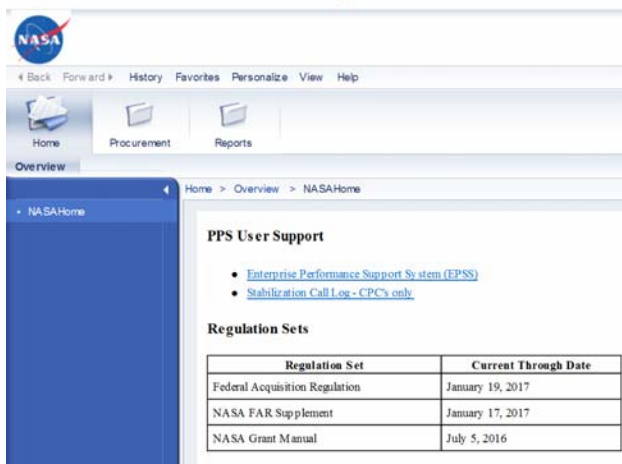 NASA
Back Forward History Favorites Personalize View Help
Home Procurement Reports
Overview
Home > Overview > NASAHome
• NASAHome
PPS User Support
• Enterprise Performance Support System (EPSS)
• Stabilization Call Log - CPC's only
Regulation Sets
Regulation Set Current Through Date
Federal Acquisition Regulation January 19, 2017
NASA FAR Supplement January 17, 2017
NASA Grant Manual July 5, 2016